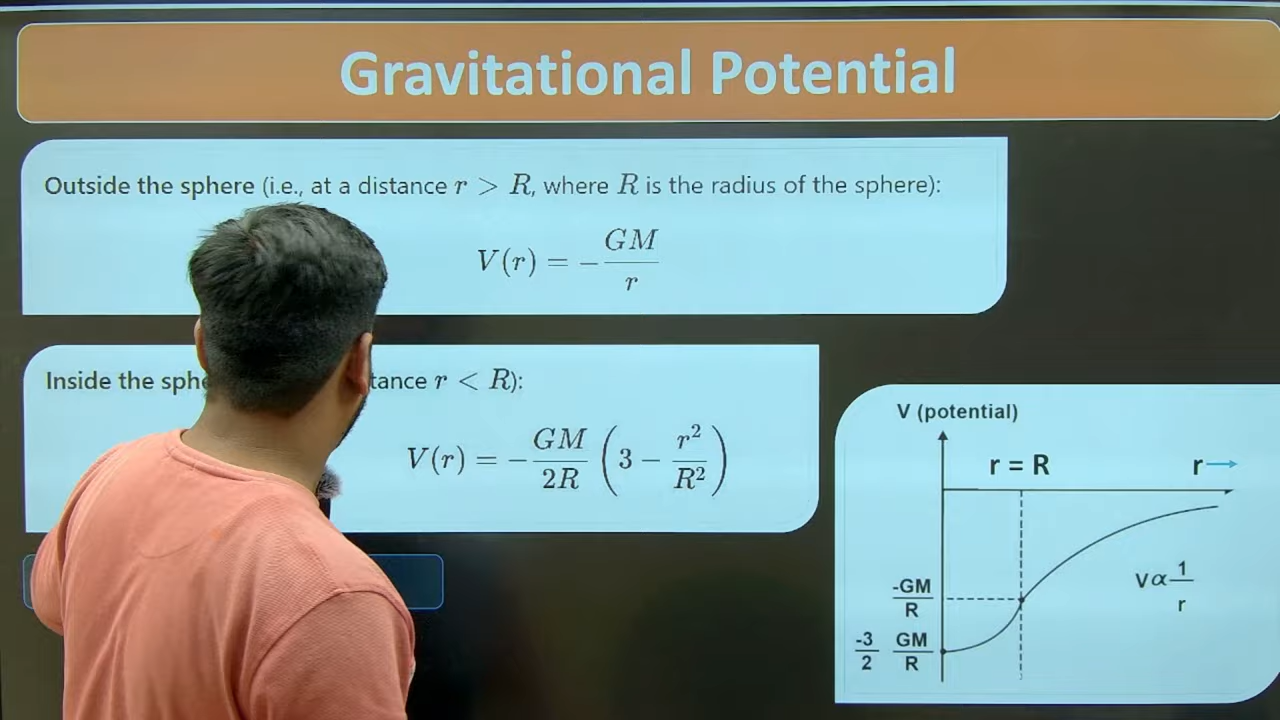 Gravitational Potential
Outside the sphere (i.e., at a distance r > R, where R is the radius of the sphere):
V(r) = −GM/r
Inside the tance r < R):
V(r) = −GM/2R (3 − r²/R²)
V (potential)
r = R r→
-GM/R
V∝1/r
-3/2 GM/R